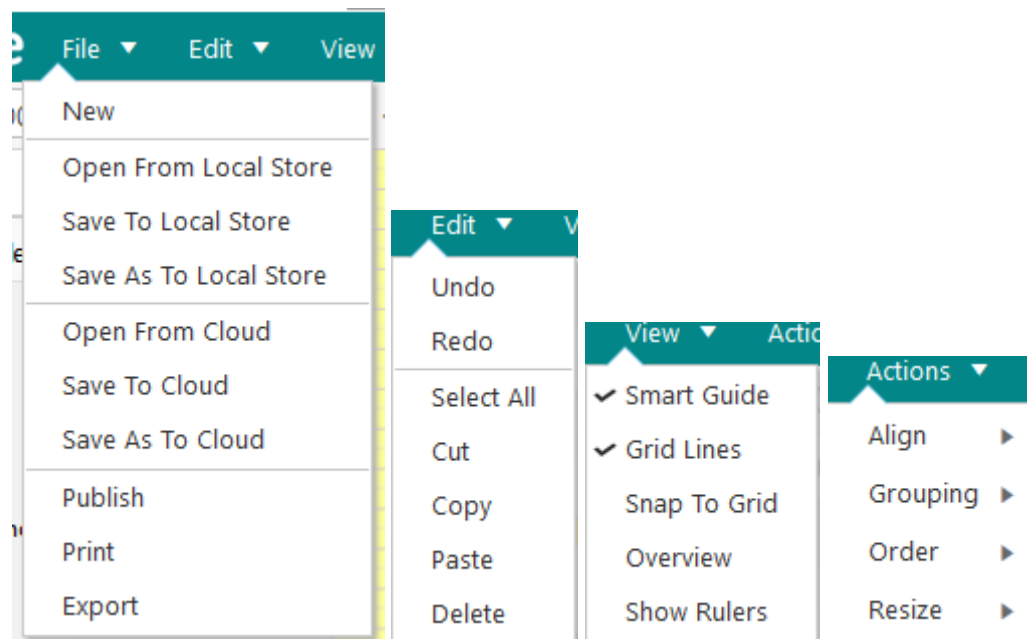 File Edit View
New
Open From Local Store
Save To Local Store
Save As To Local Store
Open From Cloud
Save To Cloud
Save As To Cloud
Publish
Print
Export
Edit
Undo
Redo
Select All
Cut
Copy
Paste
Delete
View
Smart Guide
Grid Lines
Snap To Grid
Overview
Show Rulers
Actions
Align
Grouping
Order
Resize